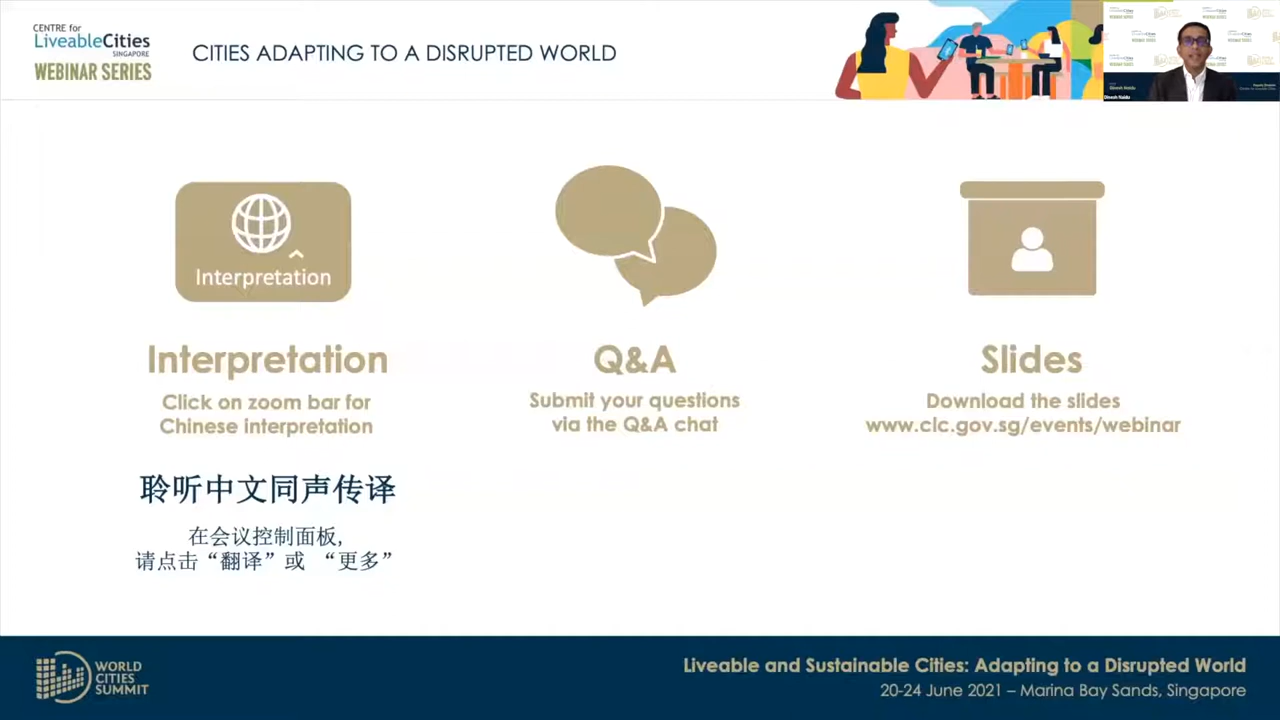 CENTRE for
LiveableCities
SINGAPORE
WEBINAR SERIES
CITIES ADAPTING TO A DISRUPTED WORLD
Dinesh Naidu
Interpretation
Interpretation
Click on zoom bar for
Chinese interpretation
聆听中文同声传译
在会议控制面板,
请点击“翻译”或 “更多”
Q&A
Submit your questions
via the Q&A chat
Slides
Download the slides
www.clc.gov.sg/events/webinar
WORLD
CITIES
SUMMIT
Liveable and Sustainable Cities: Adapting to a Disrupted World
20-24 June 2021 – Marina Bay Sands, Singapore